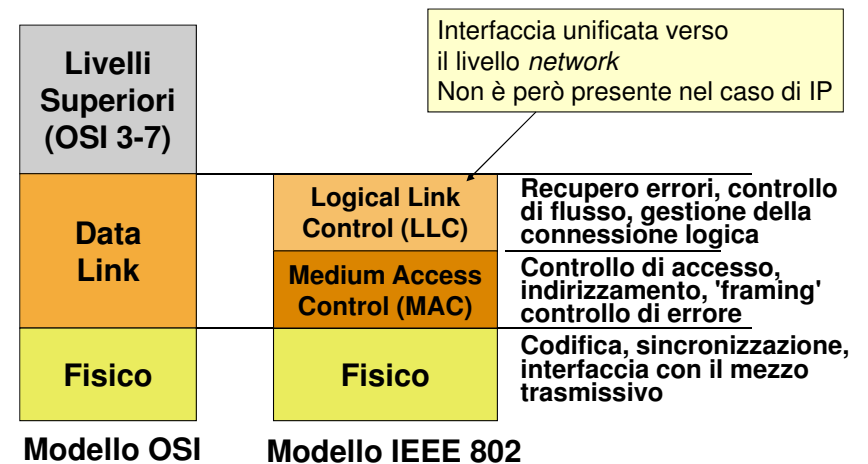 Interfaccia unificata verso
il livello network
Non è però presente nel caso di IP
Livelli
Superiori
(OSI 3-7)
Data
Link
Fisico
Modello OSI
Logical Link
Control (LLC)
Medium Access
Control (MAC)
Fisico
Modello IEEE 802
Recupero errori, controllo
di flusso, gestione della
connessione logica
Controllo di accesso,
indirizzamento, 'framing'
controllo di errore
Codifica, sincronizzazione,
interfaccia con il mezzo
trasmissivo